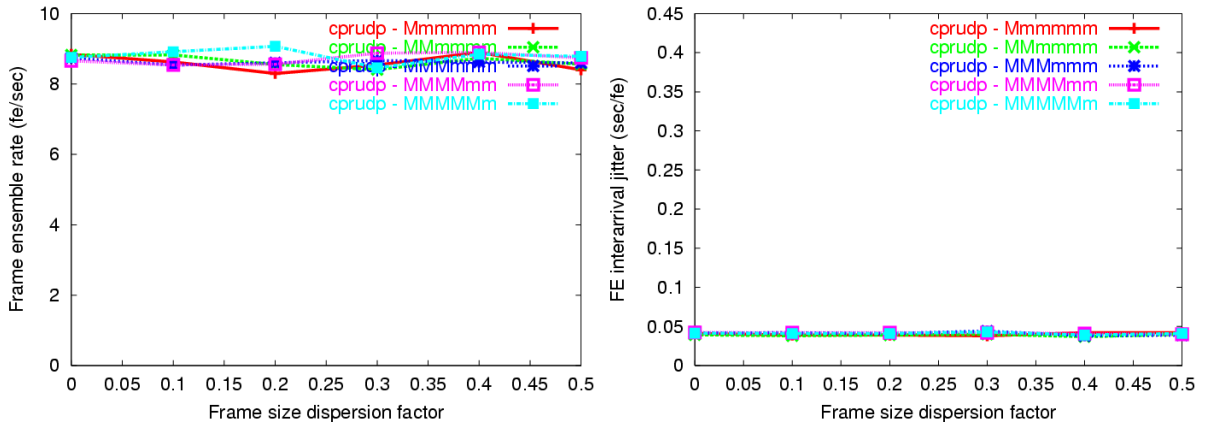 Frame ensemble rate (fe/sec)
10
8
6
4
2
0
cprudp - Mmmmmm
cprudp - MMmmmm
cprudp - MMMmmm
cprudp - MMMMmm
cprudp - MMMMMm
0 0.05 0.1 0.15 0.2 0.25 0.3 0.35 0.4 0.45 0.5
Frame size dispersion factor
FE interarrival jitter (sec/fe)
0.45
0.4
0.35
0.3
0.25
0.2
0.15
0.1
0.05
0
cprudp - Mmmmmm
cprudp - MMmmmm
cprudp - MMMmmm
cprudp - MMMMmm
cprudp - MMMMMm
0 0.05 0.1 0.15 0.2 0.25 0.3 0.35 0.4 0.45 0.5
Frame size dispersion factor